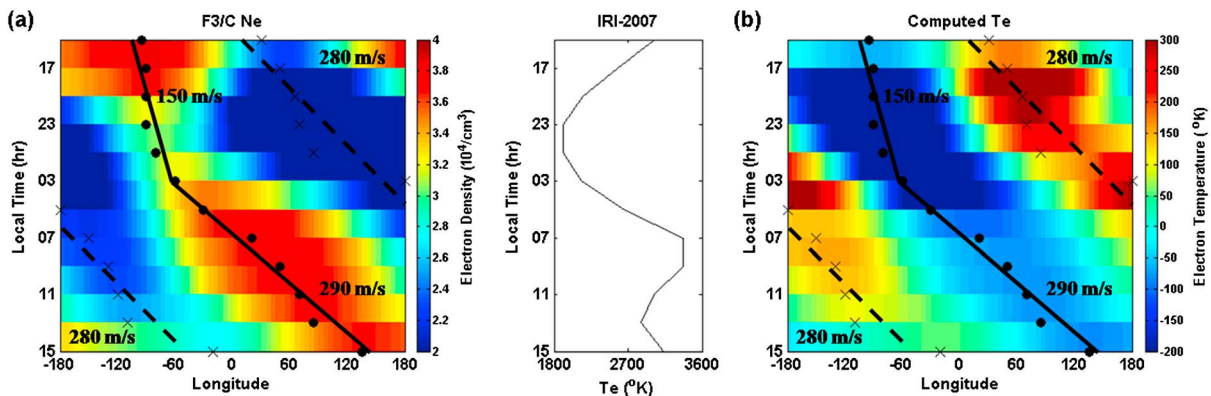 (a)
F3/C Ne
280 m/s
150 m/s
290 m/s
280 m/s
17
23
03
07
11
15
Local Time (hr)
-180 -120 -60 0 60 120 180
Longitude
4
3.8
3.6
3.4
3.2
3
2.8
2.6
2.4
2.2
2
Electron Density (10⁴/cm³)
IRI-2007
17
23
03
07
11
15
Local Time (hr)
1800 2700 3600
Te (°K)
(b)
Computed Te
280 m/s
150 m/s
290 m/s
280 m/s
17
23
03
07
11
15
Local Time (hr)
-180 -120 -60 0 60 120 180
Longitude
300
250
200
150
100
50
0
-50
-100
-150
-200
Electron Temperature (°K)